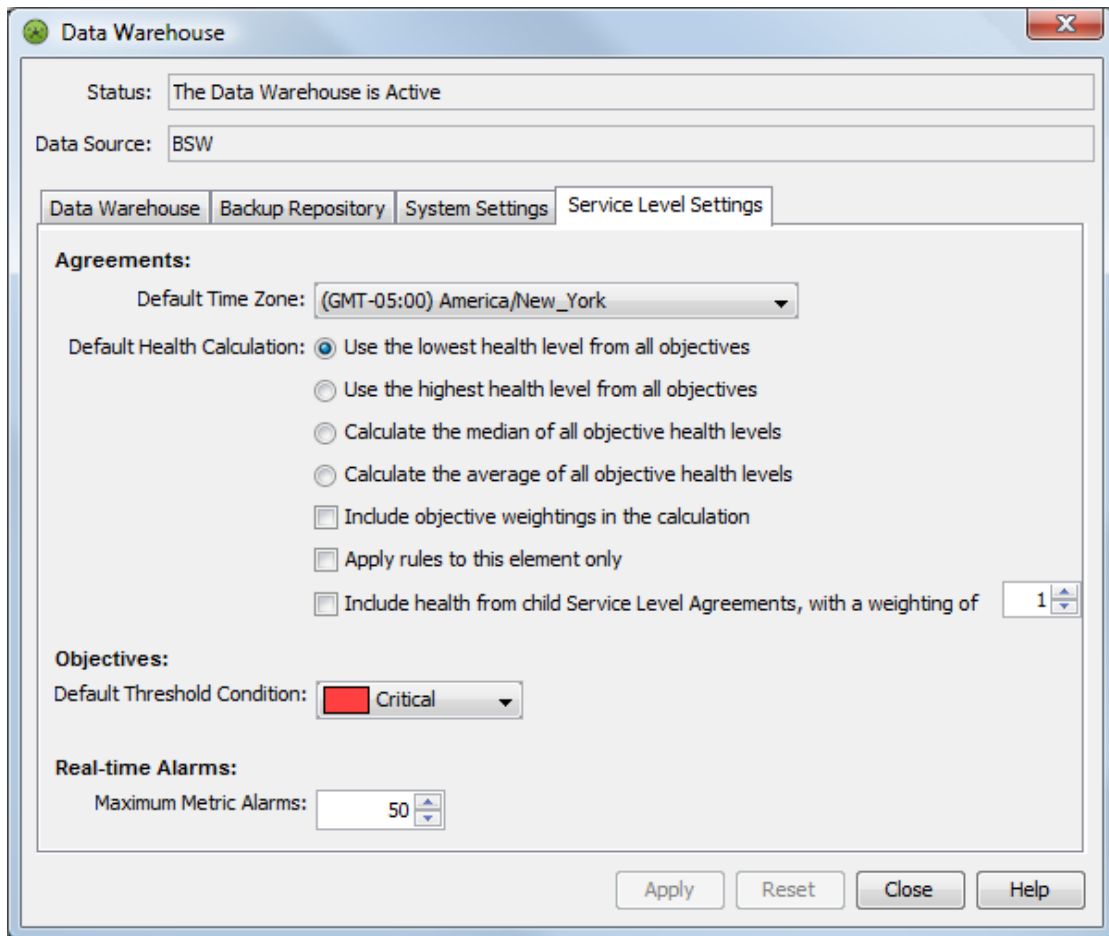 Data Warehouse
Status: The Data Warehouse is Active
Data Source: BSW
Data Warehouse Backup Repository System Settings Service Level Settings
Agreements:
Default Time Zone: (GMT-05:00) America/New_York
Default Health Calculation: Use the lowest health level from all objectives
Use the highest health level from all objectives
Calculate the median of all objective health levels
Calculate the average of all objective health levels
Include objective weightings in the calculation
Apply rules to this element only
Include health from child Service Level Agreements, with a weighting of 1
Objectives:
Default Threshold Condition: Critical
Real-time Alarms:
Maximum Metric Alarms: 50
Apply Reset Close Help